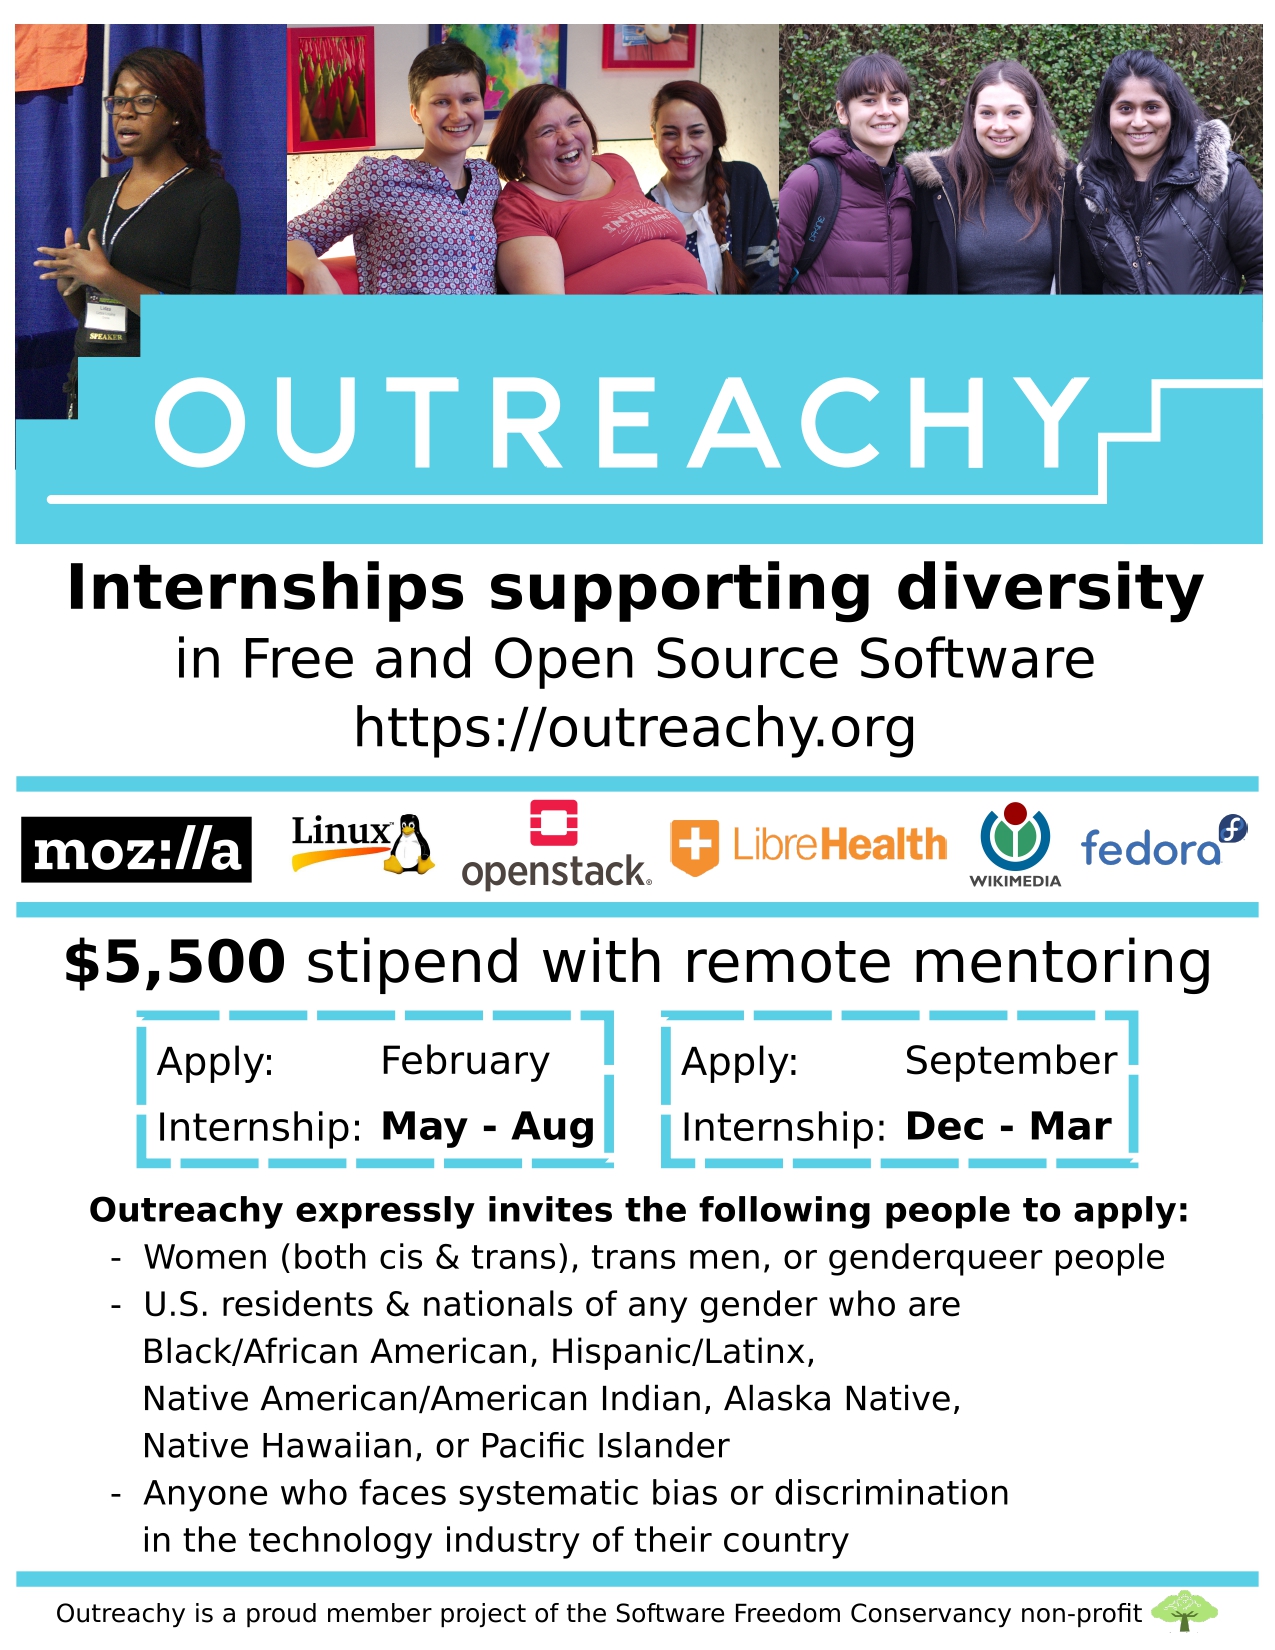 SPEAKER
INTERN
DAKINE
OUTREACHY
Internships supporting diversity
in Free and Open Source Software
https://outreachy.org
moz://a
Linux™
openstack.
LibreHealth
WIKIMEDIA
fedora
$5,500 stipend with remote mentoring
Apply: February
Internship: May - Aug
Apply: September
Internship: Dec - Mar
Outreachy expressly invites the following people to apply:
- Women (both cis & trans), trans men, or genderqueer people
- U.S. residents & nationals of any gender who are
Black/African American, Hispanic/Latinx,
Native American/American Indian, Alaska Native,
Native Hawaiian, or Pacific Islander
- Anyone who faces systematic bias or discrimination
in the technology industry of their country
Outreachy is a proud member project of the Software Freedom Conservancy non-profit